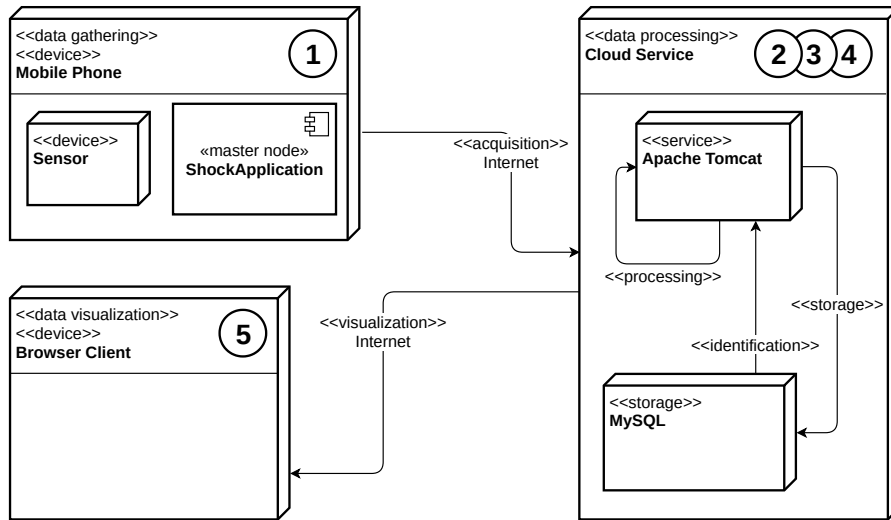 <<data gathering>>
<<device>>
Mobile Phone
1
<<device>>
Sensor
«master node»
ShockApplication
<<acquisition>>
Internet
<<data processing>>
Cloud Service
2 3 4
<<service>>
Apache Tomcat
<<processing>>
<<storage>>
<<identification>>
<<storage>>
MySQL
<<data visualization>>
<<device>>
Browser Client
5
<<visualization>>
Internet